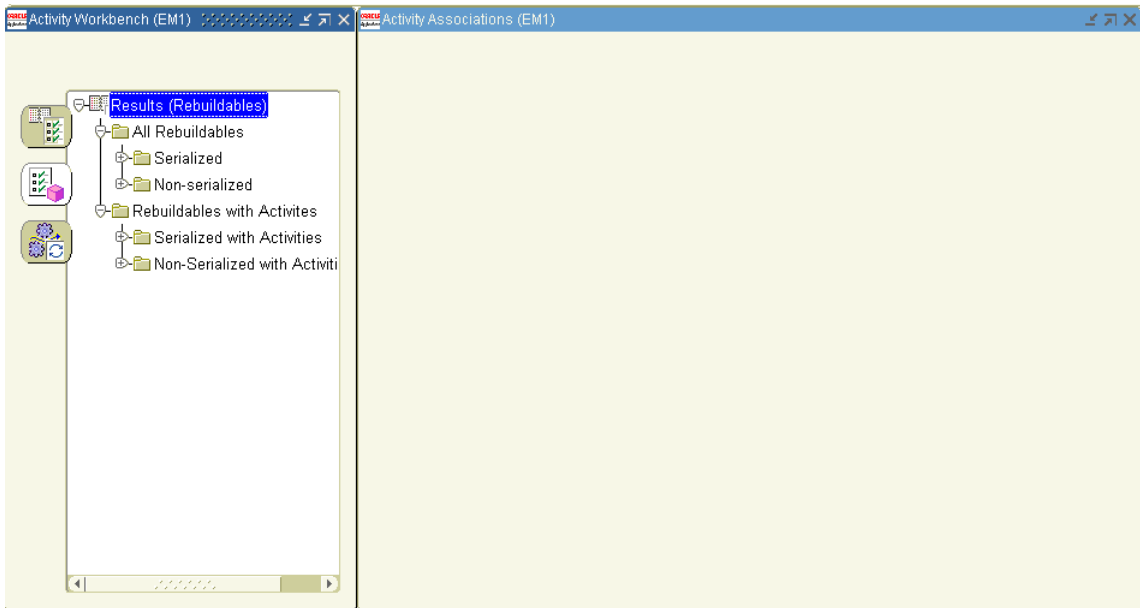 Activity Workbench (EM1)
Activity Associations (EM1)
Results (Rebuildables)
All Rebuildables
Serialized
Non-serialized
Rebuildables with Activites
Serialized with Activities
Non-Serialized with Activiti